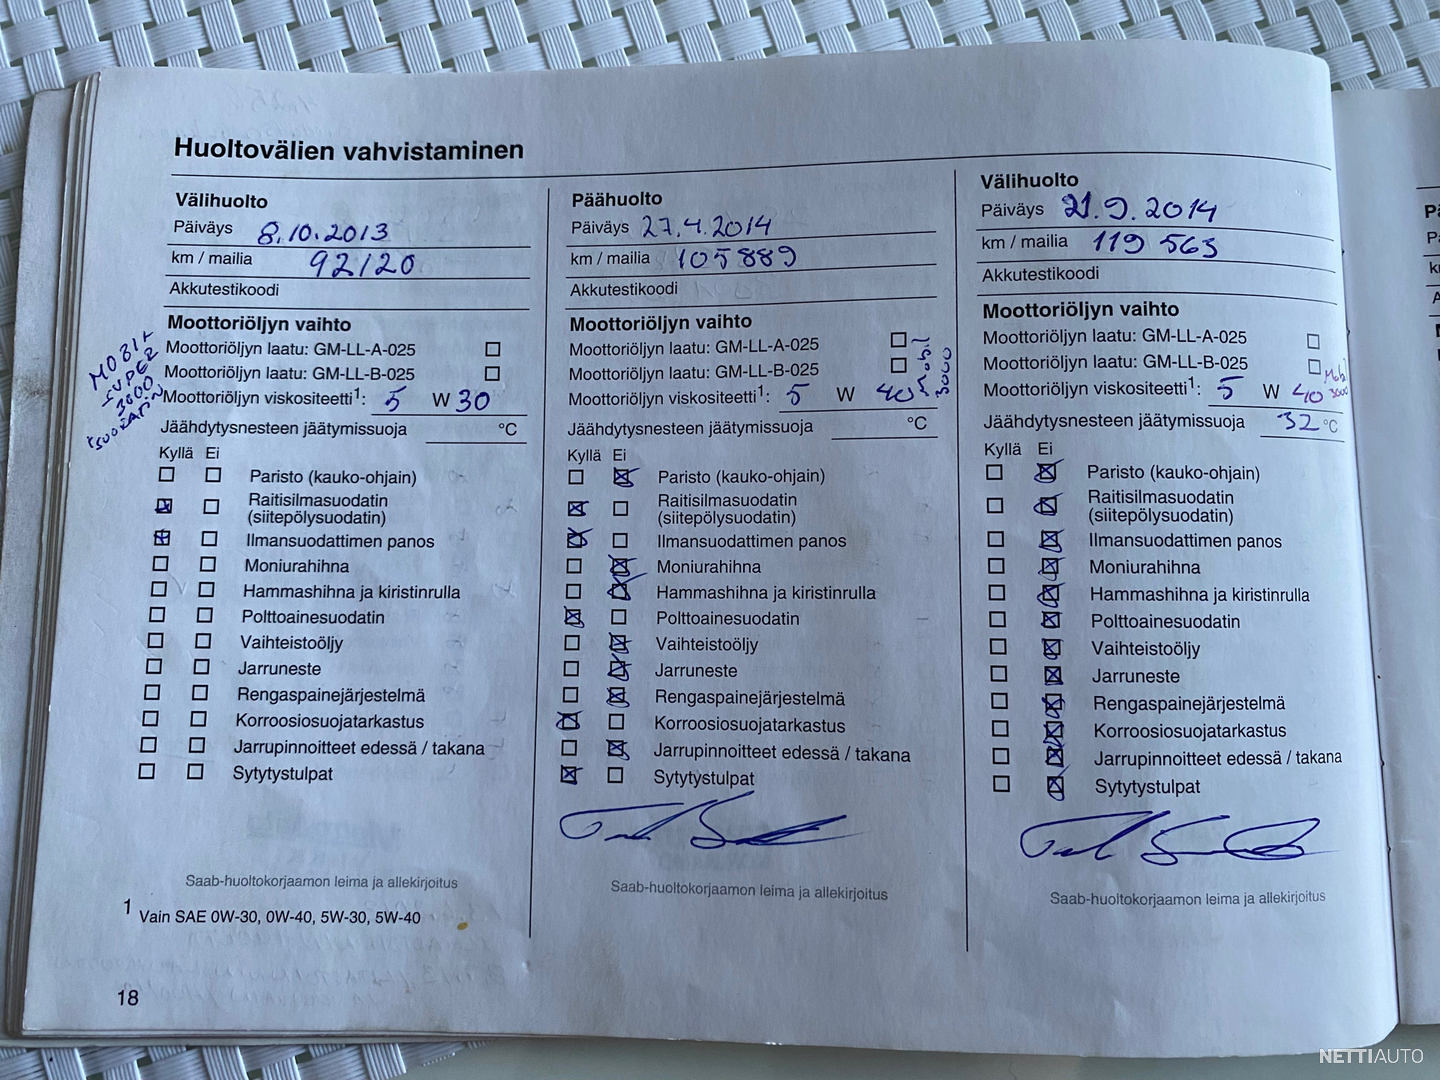 Huoltovälien vahvistaminen
Välihuolto
Päiväys 8.10.2013
km / mailia 92120
Akkutestikoodi
Moottoriöljyn vaihto
Moottoriöljyn laatu: GM-LL-A-025
Moottoriöljyn laatu: GM-LL-B-025
Moottoriöljyn viskositeetti1: 5 W 30
3000
Jäähdytysnesteen jäätymissuoja °C
Kyllä Ei
Paristo (kauko-ohjain)
Raitisilmasuodatin
(siitepölysuodatin)
Ilmansuodattimen panos
Moniurahihna
Hammashihna ja kiristinrulla
Polttoainesuodatin
Vaihteistoöljy
Jarruneste
Rengaspainejärjestelmä
Korroosiosuojatarkastus
Jarrupinnoitteet edessä / takana
Sytytystulpat
Saab-huoltokorjaamon leima ja allekirjoitus
1 Vain SAE 0W-30, 0W-40, 5W-30, 5W-40
18
Päähuolto
Päiväys 27.4.2014
km / mailia 105889
Akkutestikoodi
Moottoriöljyn vaihto
Moottoriöljyn laatu: GM-LL-A-025
Moottoriöljyn laatu: GM-LL-B-025
Moottoriöljyn viskositeetti1: 5 W 40
Mobil
3000
Jäähdytysnesteen jäätymissuoja °C
Kyllä Ei
Paristo (kauko-ohjain)
Raitisilmasuodatin
(siitepölysuodatin)
Ilmansuodattimen panos
Moniurahihna
Hammashihna ja kiristinrulla
Polttoainesuodatin
Vaihteistoöljy
Jarruneste
Rengaspainejärjestelmä
Korroosiosuojatarkastus
Jarrupinnoitteet edessä / takana
Sytytystulpat
Saab-huoltokorjaamon leima ja allekirjoitus
Välihuolto
Päiväys 21.9.2014
km / mailia 119 563
Akkutestikoodi
Moottoriöljyn vaihto
Moottoriöljyn laatu: GM-LL-A-025
Moottoriöljyn laatu: GM-LL-B-025
Moottoriöljyn viskositeetti1: 5 W 40
Mobil
3000
Jäähdytysnesteen jäätymissuoja 32 °C
Kyllä Ei
Paristo (kauko-ohjain)
Raitisilmasuodatin
(siitepölysuodatin)
Ilmansuodattimen panos
Moniurahihna
Hammashihna ja kiristinrulla
Polttoainesuodatin
Vaihteistoöljy
Jarruneste
Rengaspainejärjestelmä
Korroosiosuojatarkastus
Jarrupinnoitteet edessä / takana
Sytytystulpat
Saab-huoltokorjaamon leima ja allekirjoitus
NETTIAUTO